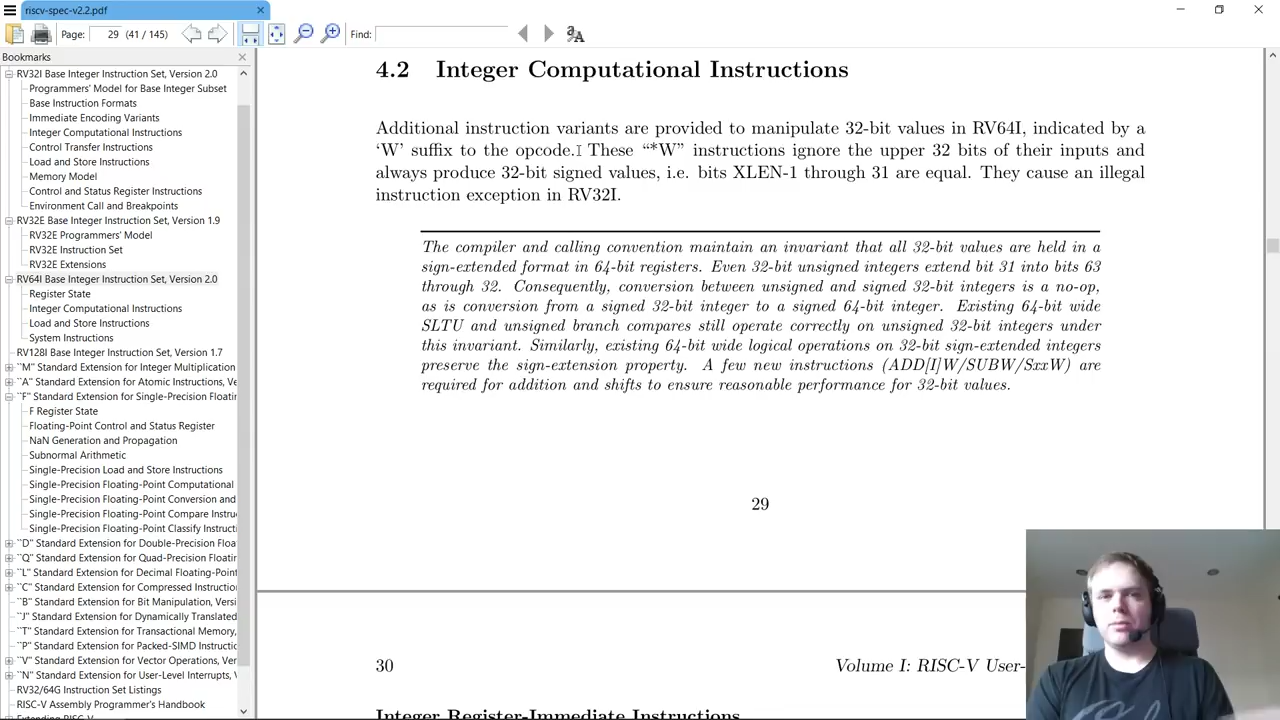 riscv-spec-v2.2.pdf
Page: 29 (41 / 145)
Find:
Bookmarks
RV32I Base Integer Instruction Set, Version 2.0
Programmers' Model for Base Integer Subset
Base Instruction Formats
Immediate Encoding Variants
Integer Computational Instructions
Control Transfer Instructions
Load and Store Instructions
Memory Model
Control and Status Register Instructions
Environment Call and Breakpoints
RV32E Base Integer Instruction Set, Version 1.9
RV32E Programmers' Model
RV32E Instruction Set
RV32E Extensions
RV64I Base Integer Instruction Set, Version 2.0
Register State
Integer Computational Instructions
Load and Store Instructions
System Instructions
RV128I Base Integer Instruction Set, Version 1.7
``M'' Standard Extension for Integer Multiplication
``A'' Standard Extension for Atomic Instructions, Ve
``F'' Standard Extension for Single-Precision Floatin
F Register State
Floating-Point Control and Status Register
NaN Generation and Propagation
Subnormal Arithmetic
Single-Precision Load and Store Instructions
Single-Precision Floating-Point Computational
Single-Precision Floating-Point Conversion and
Single-Precision Floating-Point Compare Instru
Single-Precision Floating-Point Classify Instruct
``D'' Standard Extension for Double-Precision Floa
``Q'' Standard Extension for Quad-Precision Floati
``L'' Standard Extension for Decimal Floating-Point
``C'' Standard Extension for Compressed Instructio
``B'' Standard Extension for Bit Manipulation, Versi
``J'' Standard Extension for Dynamically Translated
``T'' Standard Extension for Transactional Memory,
``P'' Standard Extension for Packed-SIMD Instructio
``V'' Standard Extension for Vector Operations, Ver
``N'' Standard Extension for User-Level Interrupts, V
RV32/64G Instruction Set Listings
RISC-V Assembly Programmer's Handbook
Extending RISC-V
4.2 Integer Computational Instructions
Additional instruction variants are provided to manipulate 32-bit values in RV64I, indicated by a
‘W’ suffix to the opcode. These “*W” instructions ignore the upper 32 bits of their inputs and
always produce 32-bit signed values, i.e. bits XLEN-1 through 31 are equal. They cause an illegal
instruction exception in RV32I.
The compiler and calling convention maintain an invariant that all 32-bit values are held in a
sign-extended format in 64-bit registers. Even 32-bit unsigned integers extend bit 31 into bits 63
through 32. Consequently, conversion between unsigned and signed 32-bit integers is a no-op,
as is conversion from a signed 32-bit integer to a signed 64-bit integer. Existing 64-bit wide
SLTU and unsigned branch compares still operate correctly on unsigned 32-bit integers under
this invariant. Similarly, existing 64-bit wide logical operations on 32-bit sign-extended integers
preserve the sign-extension property. A few new instructions (ADD[I]W/SUBW/SxxW) are
required for addition and shifts to ensure reasonable performance for 32-bit values.
29
30 Volume I: RISC-V User-
Integer Register-Immediate Instructions